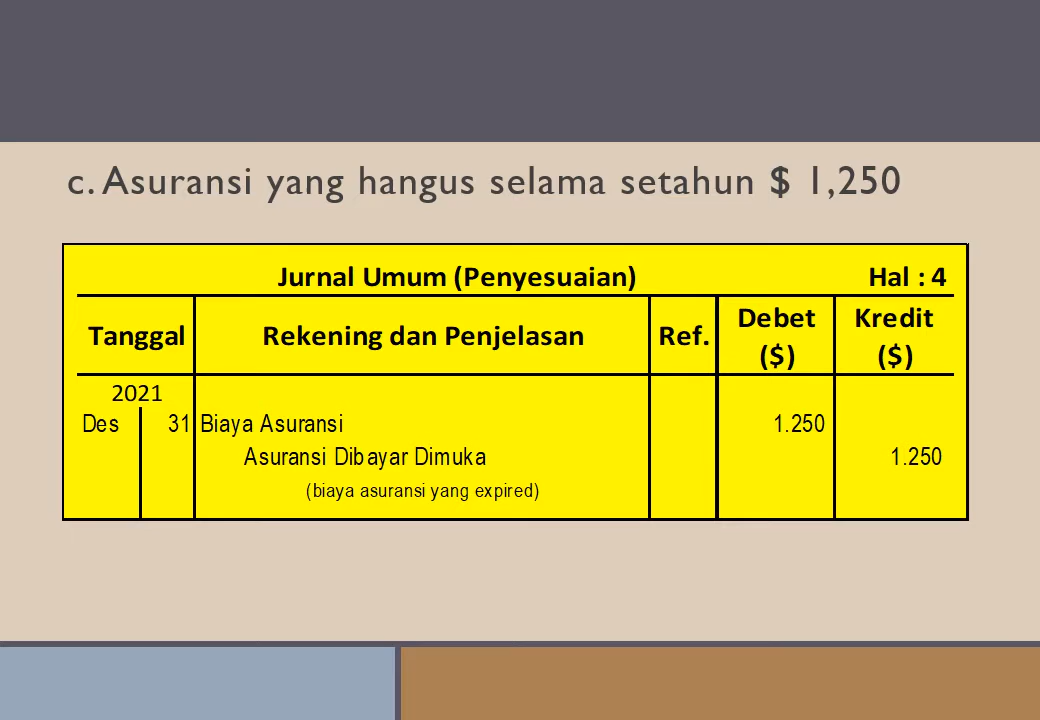 c. Asuransi yang hangus selama setahun $ 1,250
Jurnal Umum (Penyesuaian) Hal : 4
Tanggal Rekening dan Penjelasan Ref. Debet ($) Kredit ($)
2021
Des 31 Biaya Asuransi 1.250
Asuransi Dibayar Dimuka 1.250
(biaya asuransi yang expired)